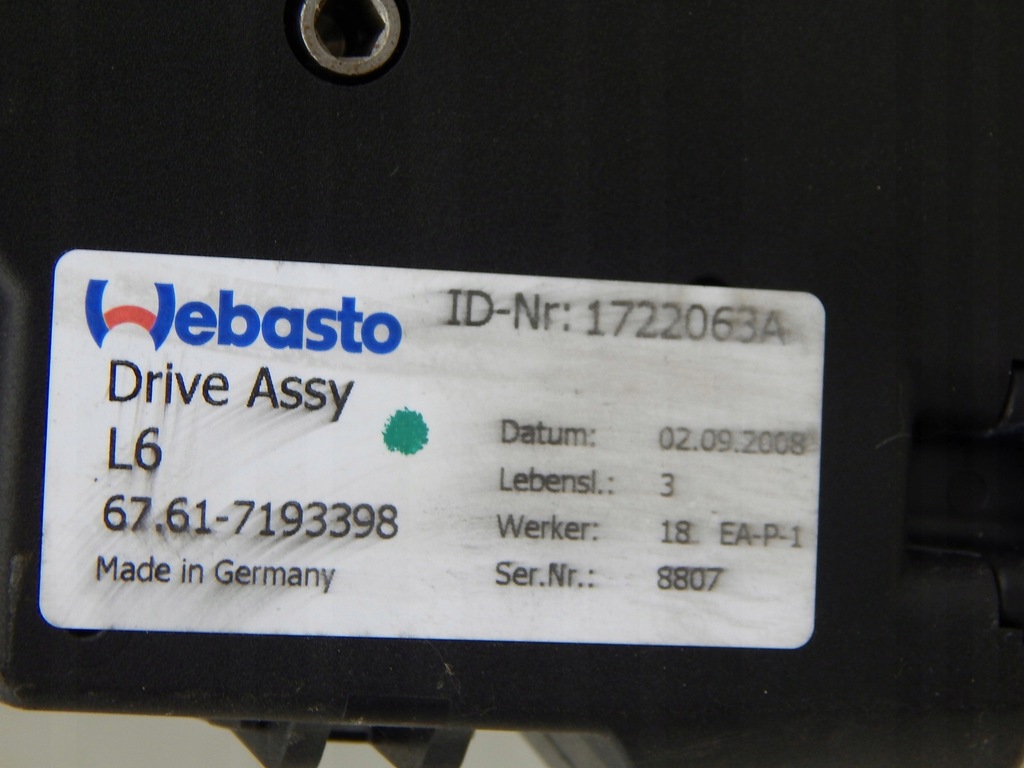 Webasto
Drive Assy
L6
67.61-7193398
Made in Germany
ID-Nr: 1722063A
Datum: 02.09.2008
Lebensl.: 3
Werker: 18 EA-P-1
Ser.Nr.: 8807